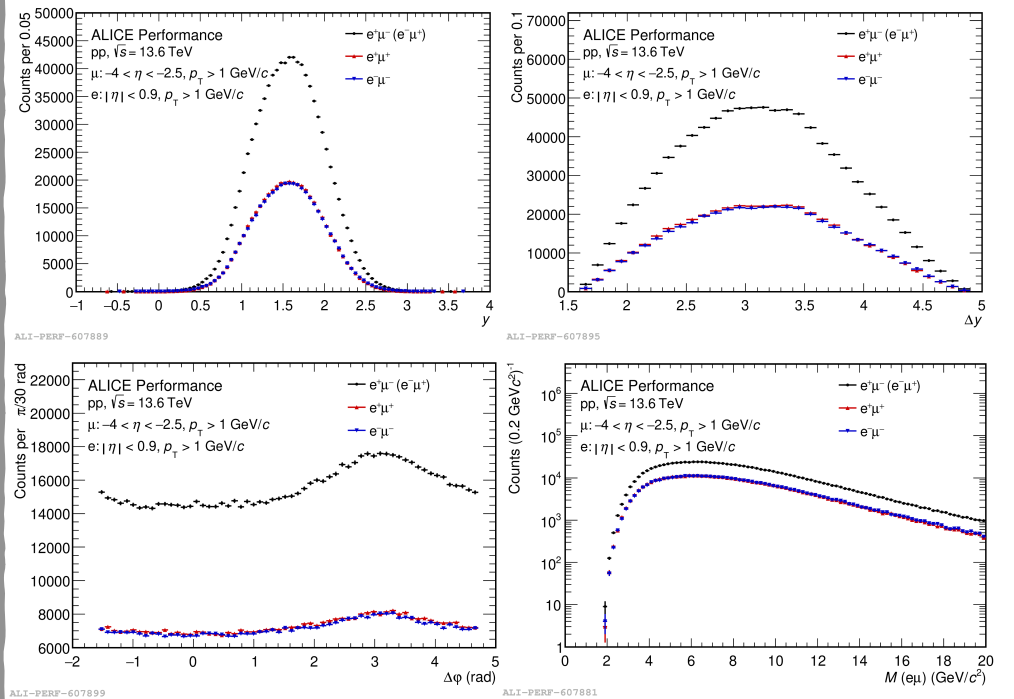 Counts per 0.05
50000
45000
40000
35000
30000
25000
20000
15000
10000
5000
0
ALICE Performance
pp, √s = 13.6 TeV
μ: −4 < η < −2.5, p_T > 1 GeV/c
e: |η| < 0.9, p_T > 1 GeV/c
e⁺μ⁻ (e⁻μ⁺)
e⁺μ⁺
e⁻μ⁻
−1 −0.5 0 0.5 1 1.5 2 2.5 3 3.5 4
y
ALI-PERF-607889
Counts per 0.1
70000
60000
50000
40000
30000
20000
10000
0
ALICE Performance
pp, √s = 13.6 TeV
μ: −4 < η < −2.5, p_T > 1 GeV/c
e: |η| < 0.9, p_T > 1 GeV/c
e⁺μ⁻ (e⁻μ⁺)
e⁺μ⁺
e⁻μ⁻
1.5 2 2.5 3 3.5 4 4.5 5
Δy
ALI-PERF-607895
Counts per π/30 rad
22000
20000
18000
16000
14000
12000
10000
8000
6000
ALICE Performance
pp, √s = 13.6 TeV
μ: −4 < η < −2.5, p_T > 1 GeV/c
e: |η| < 0.9, p_T > 1 GeV/c
e⁺μ⁻ (e⁻μ⁺)
e⁺μ⁺
e⁻μ⁻
−2 −1 0 1 2 3 4 5
Δφ (rad)
ALI-PERF-607899
Counts (0.2 GeV/c²)⁻¹
10⁶
10⁵
10⁴
10³
10²
10
1
ALICE Performance
pp, √s = 13.6 TeV
μ: −4 < η < −2.5, p_T > 1 GeV/c
e: |η| < 0.9, p_T > 1 GeV/c
e⁺μ⁻ (e⁻μ⁺)
e⁺μ⁺
e⁻μ⁻
0 2 4 6 8 10 12 14 16 18 20
M (eμ) (GeV/c²)
ALI-PERF-607881